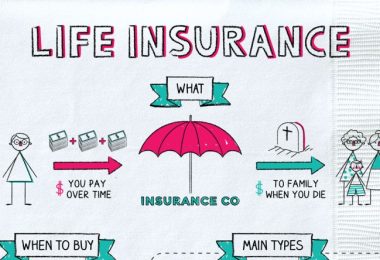 LIFE INSURANCE
WHAT
+ + 
$ YOU PAY
OVER TIME
INSURANCE CO
$ TO FAMILY
WHEN YOU DIE
WHEN TO BUY
MAIN TYPES